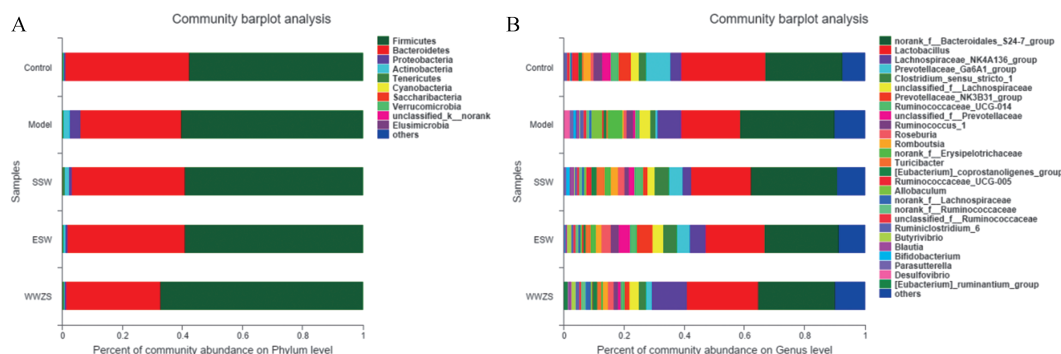 A
Community barplot analysis
Control
Model
SSW
ESW
WWZS
Samples
0
0.2
0.4
0.6
0.8
1
Percent of community abundance on Phylum level
Firmicutes
Bacteroidetes
Proteobacteria
Actinobacteria
Tenericutes
Cyanobacteria
Saccharibacteria
Verrucomicrobia
unclassified_k__norank
Elusimicrobia
others
B
Community barplot analysis
Control
Model
SSW
ESW
WWZS
Samples
0
0.2
0.4
0.6
0.8
1
Percent of community abundance on Genus level
norank_f__Bacteroidales_S24-7_group
Lactobacillus
Lachnospiraceae_NK4A136_group
Prevotellaceae_Ga6A1_group
Clostridium_sensu_stricto_1
unclassified_f__Lachnospiraceae
Prevotellaceae_NK3B31_group
Ruminococcaceae_UCG-014
unclassified_f__Prevotellaceae
Ruminococcus_1
Roseburia
Romboutsia
norank_f__Erysipelotrichaceae
Turicibacter
[Eubacterium]_coprostanoligenes_group
Ruminococcaceae_UCG-005
Allobaculum
norank_f__Lachnospiraceae
norank_f__Ruminococcaceae
unclassified_f__Ruminococcaceae
Ruminiclostridium_6
Butyrivibrio
Blautia
Bifidobacterium
Parasutterella
Desulfovibrio
[Eubacterium]_ruminantium_group
others